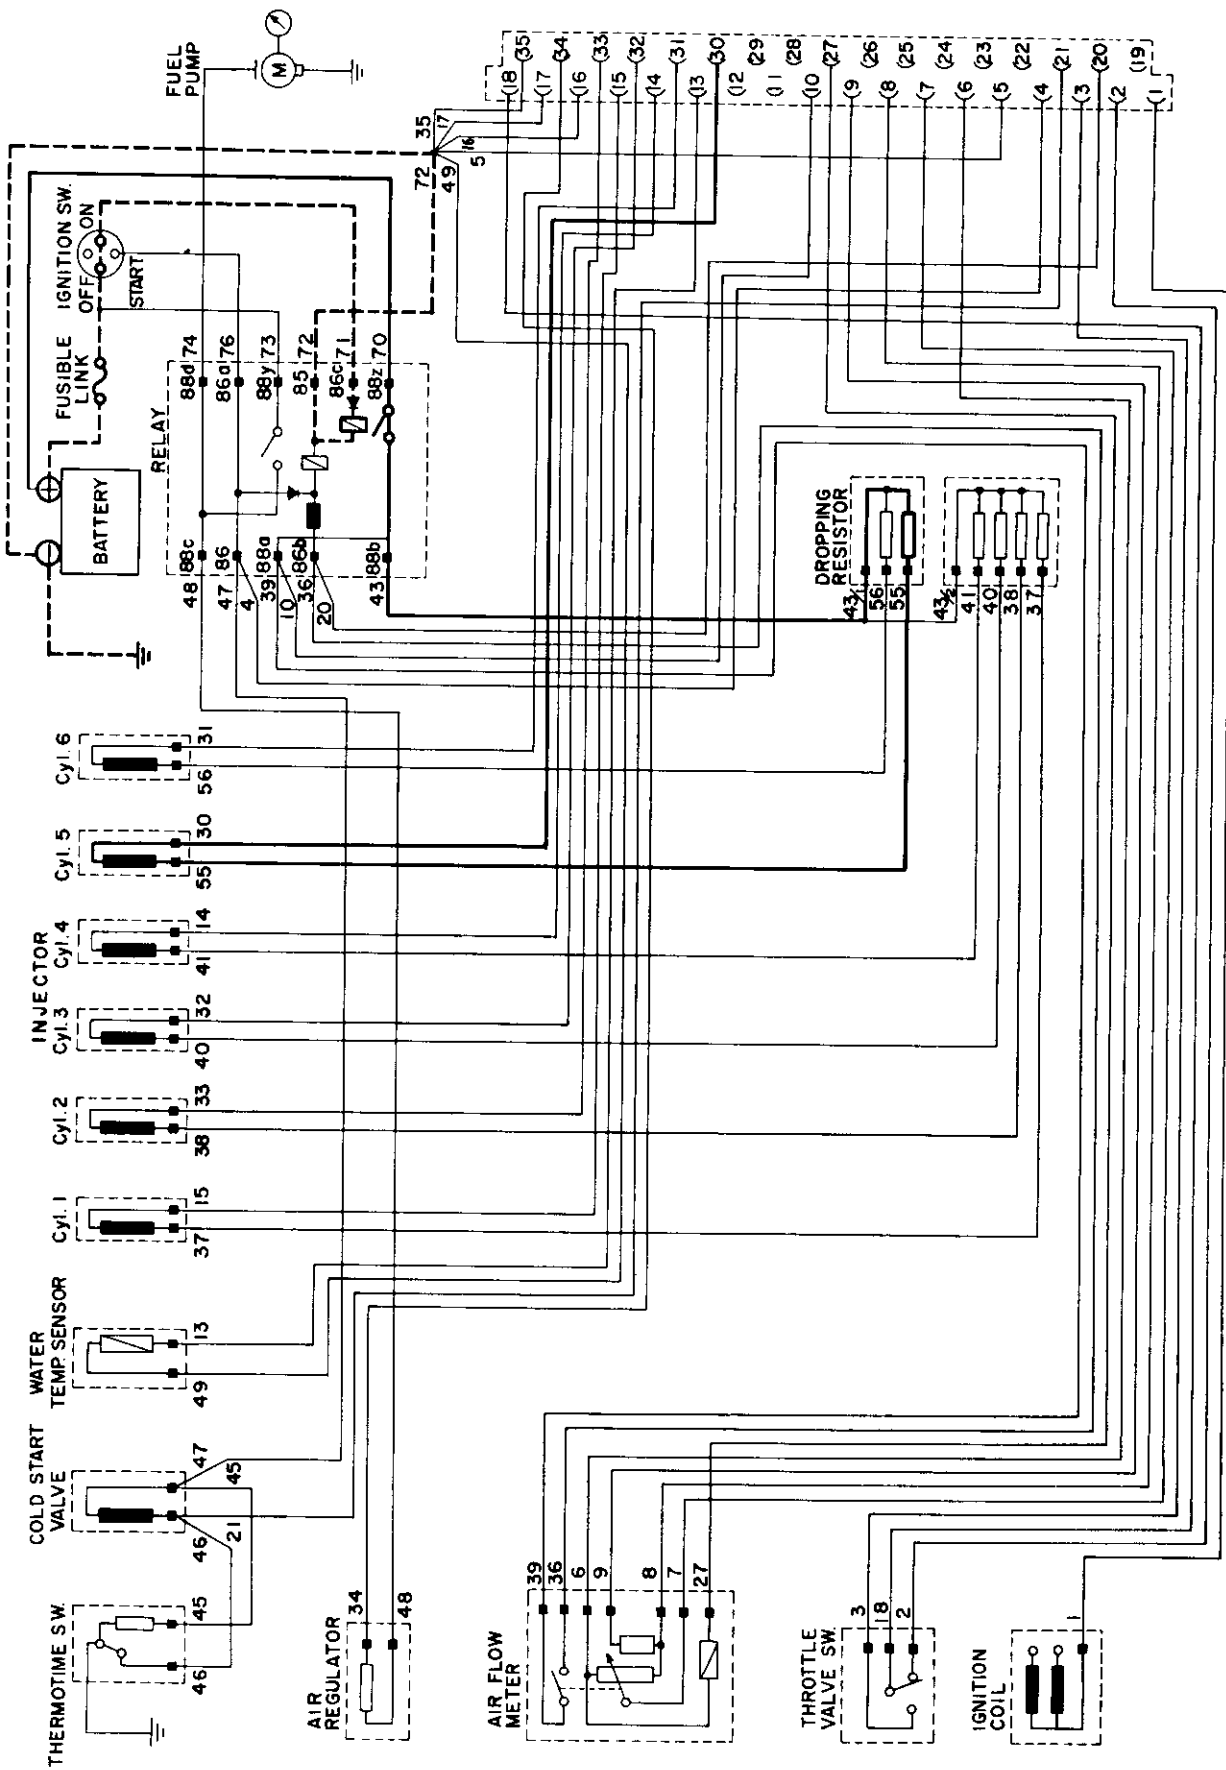 FUEL
PUMP
M
FUSIBLE
LINK
IGNITION SW.
OFF
ON
START
BATTERY
RELAY
88d 74
86a 76
88y 73
85 72
86c 71
88z 70
48 88c
47 86
4
39 88a
10
36 86b
20
43 88b
72
49
35
17
16
5
(18
(17
(16
(15
(14
(13
(12
(11
(10
(9
(8
(7
(6
(5
(4
(3
(2
(1
(35
(34
(33
(32
(31
(30
(29
(28
(27
(26
(25
(24
(23
(22
(21
(20
(19
DROPPING
RESISTOR
43/1
56
55
43/2
41
40
38
37
INJECTOR
Cyl. 6
56 31
Cyl. 5
55 30
Cyl. 4
41 14
Cyl. 3
40 32
Cyl. 2
38 33
Cyl. 1
37 15
WATER
TEMP. SENSOR
49 13
COLD START
VALVE
46 47
21 45
THERMOTIME SW.
46 45
AIR
REGULATOR
34
48
AIR FLOW
METER
39
36
6
9
8
7
27
THROTTLE
VALVE SW.
3
18
2
IGNITION
COIL
1